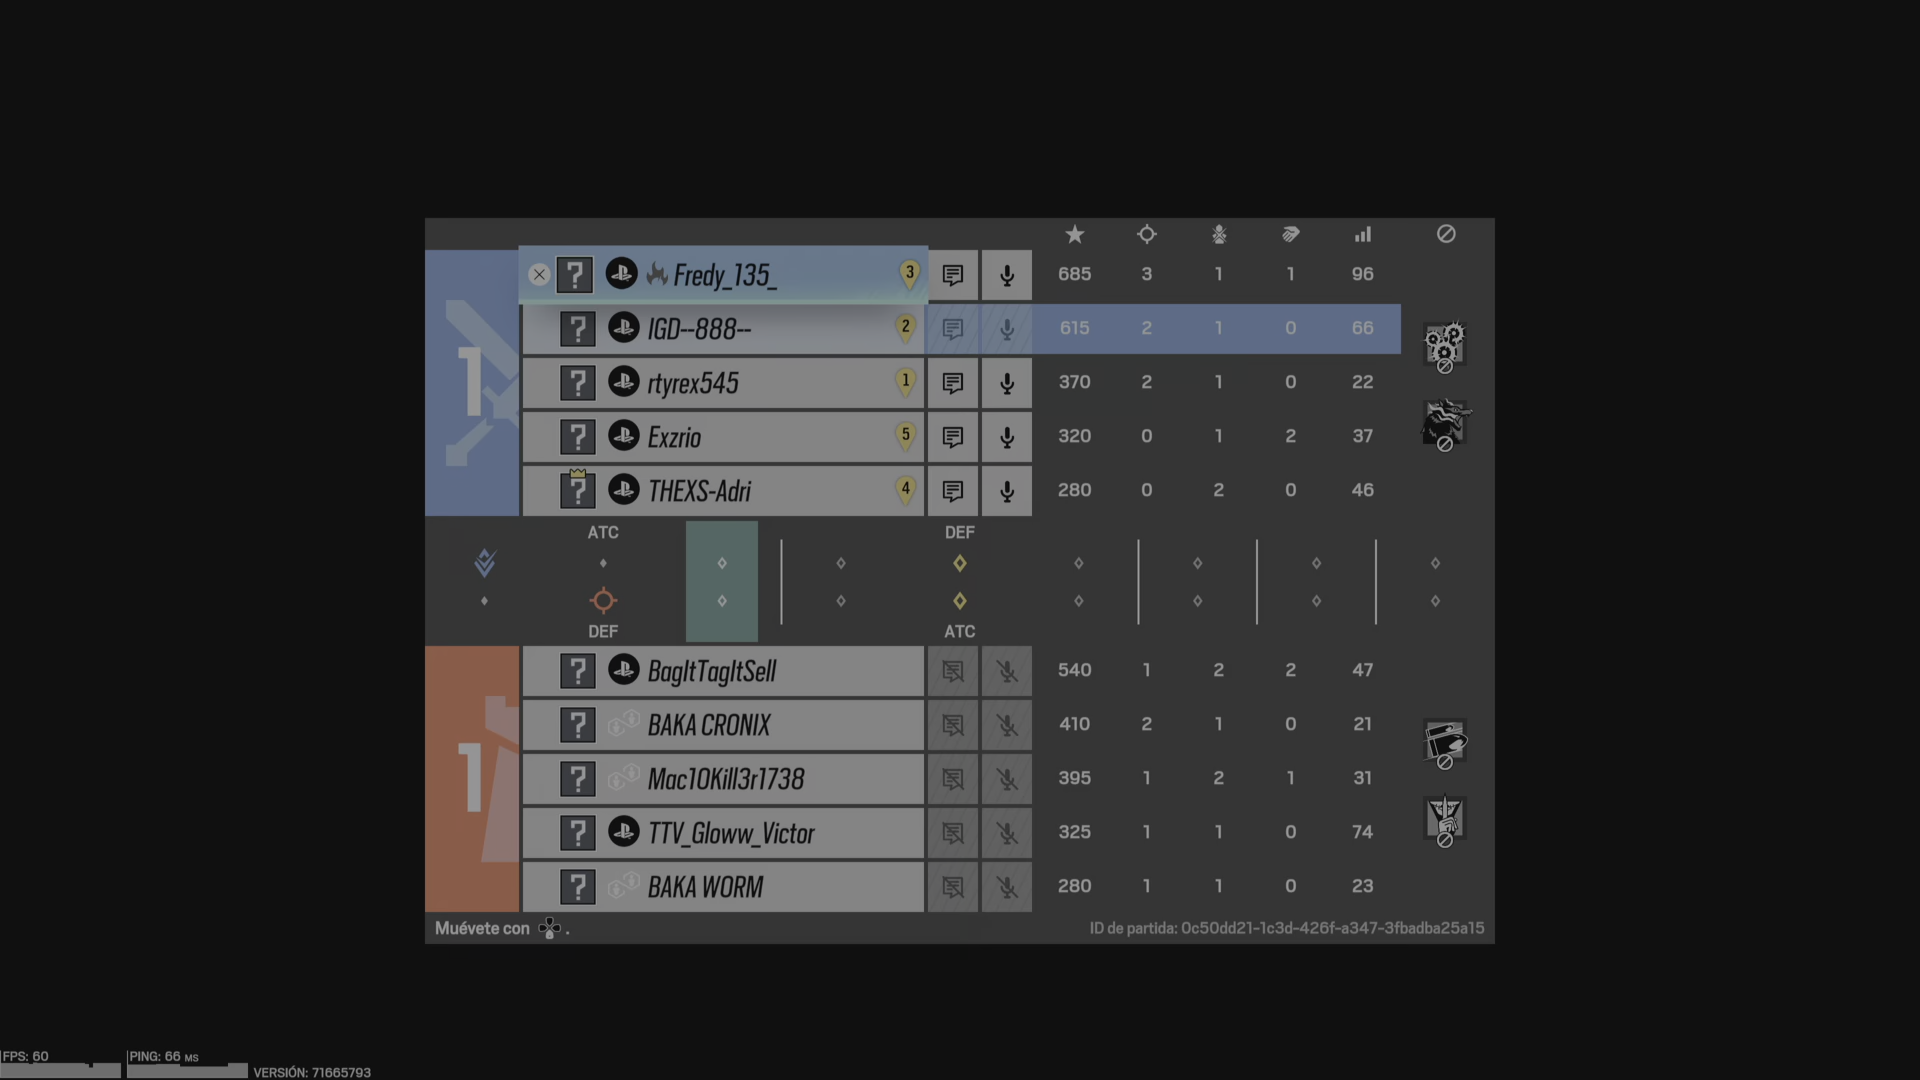 Fredy_135_ 3 685 3 1 1 96
IGD--888-- 2 615 2 1 0 66
rtyrex545 1 370 2 1 0 22
Exzrio 5 320 0 1 2 37
THEXS-Adri 4 280 0 2 0 46
1
ATC DEF
DEF ATC
BagItTagItSell 540 1 2 2 47
BAKA CRONIX 410 2 1 0 21
Mac10Kill3r1738 395 1 2 1 31
TTV_Gloww_Victor 325 1 1 0 74
BAKA WORM 280 1 1 0 23
1
Muévete con .
ID de partida: 0c50dd21-1c3d-426f-a347-3fbadba25a15
FPS: 60 PING: 66 MS VERSIÓN: 71665793